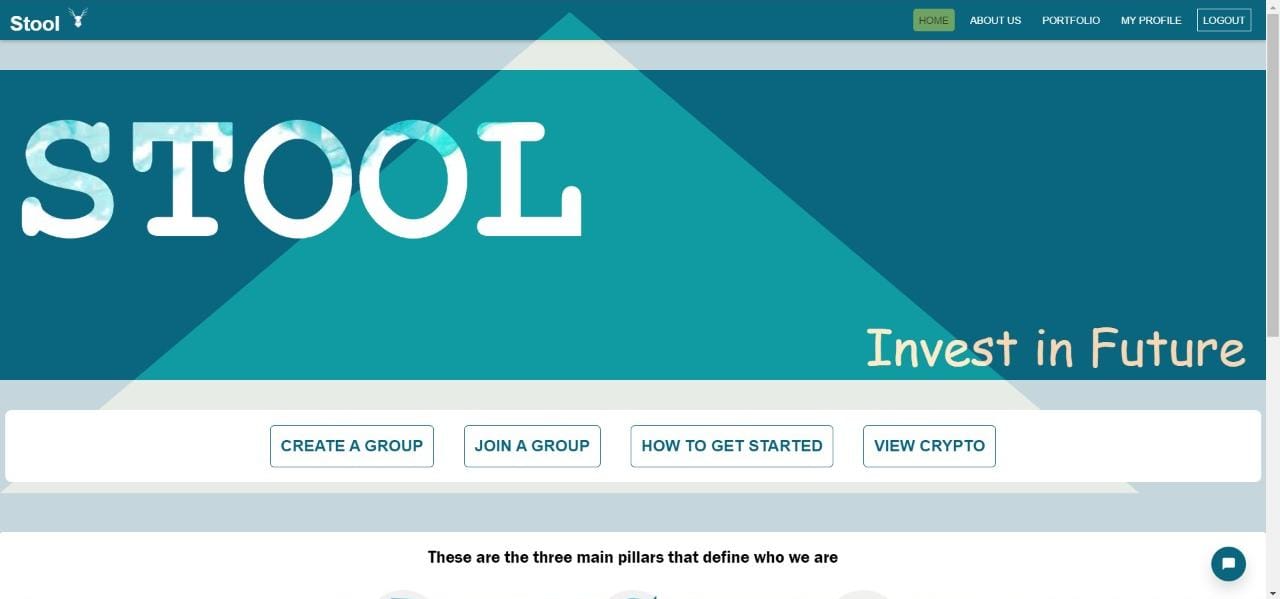 Stool
HOME
ABOUT US
PORTFOLIO
MY PROFILE
LOGOUT
STOOL
Invest in Future
CREATE A GROUP
JOIN A GROUP
HOW TO GET STARTED
VIEW CRYPTO
These are the three main pillars that define who we are